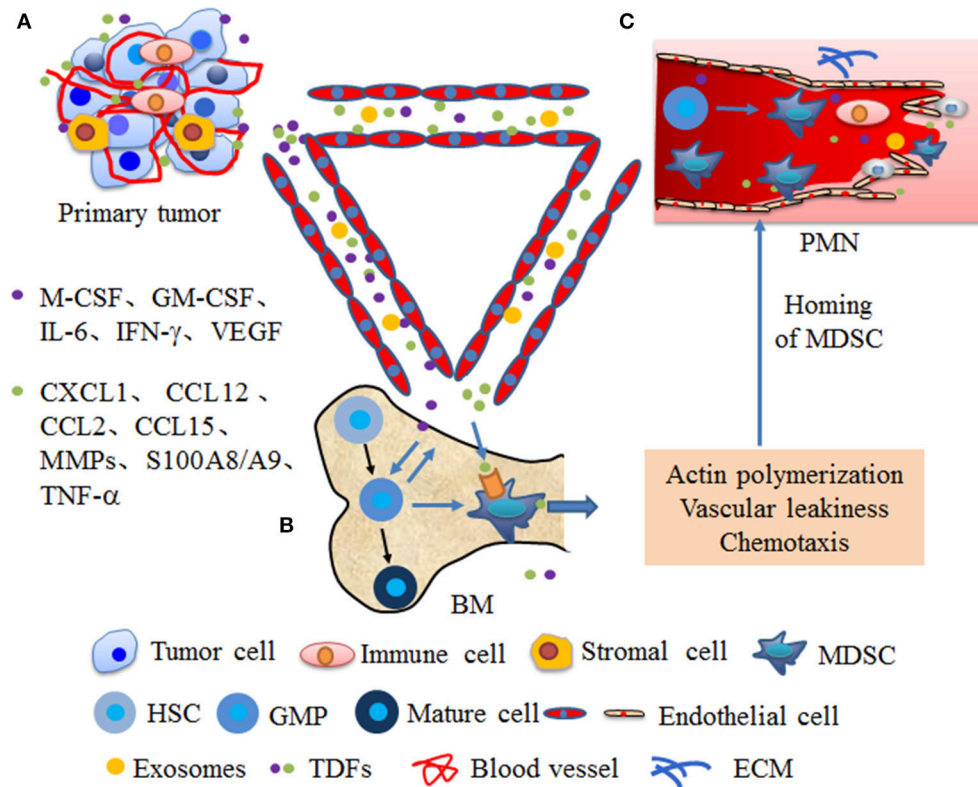 A
Primary tumor
M-CSF、GM-CSF、
IL-6、IFN-γ、VEGF
CXCL1、 CCL12 、
CCL2、CCL15、
MMPs、S100A8/A9、
TNF-α
B
BM
C
PMN
Homing
of MDSC
Actin polymerization
Vascular leakiness
Chemotaxis
Tumor cell Immune cell Stromal cell MDSC
HSC GMP Mature cell Endothelial cell
Exosomes TDFs Blood vessel ECM